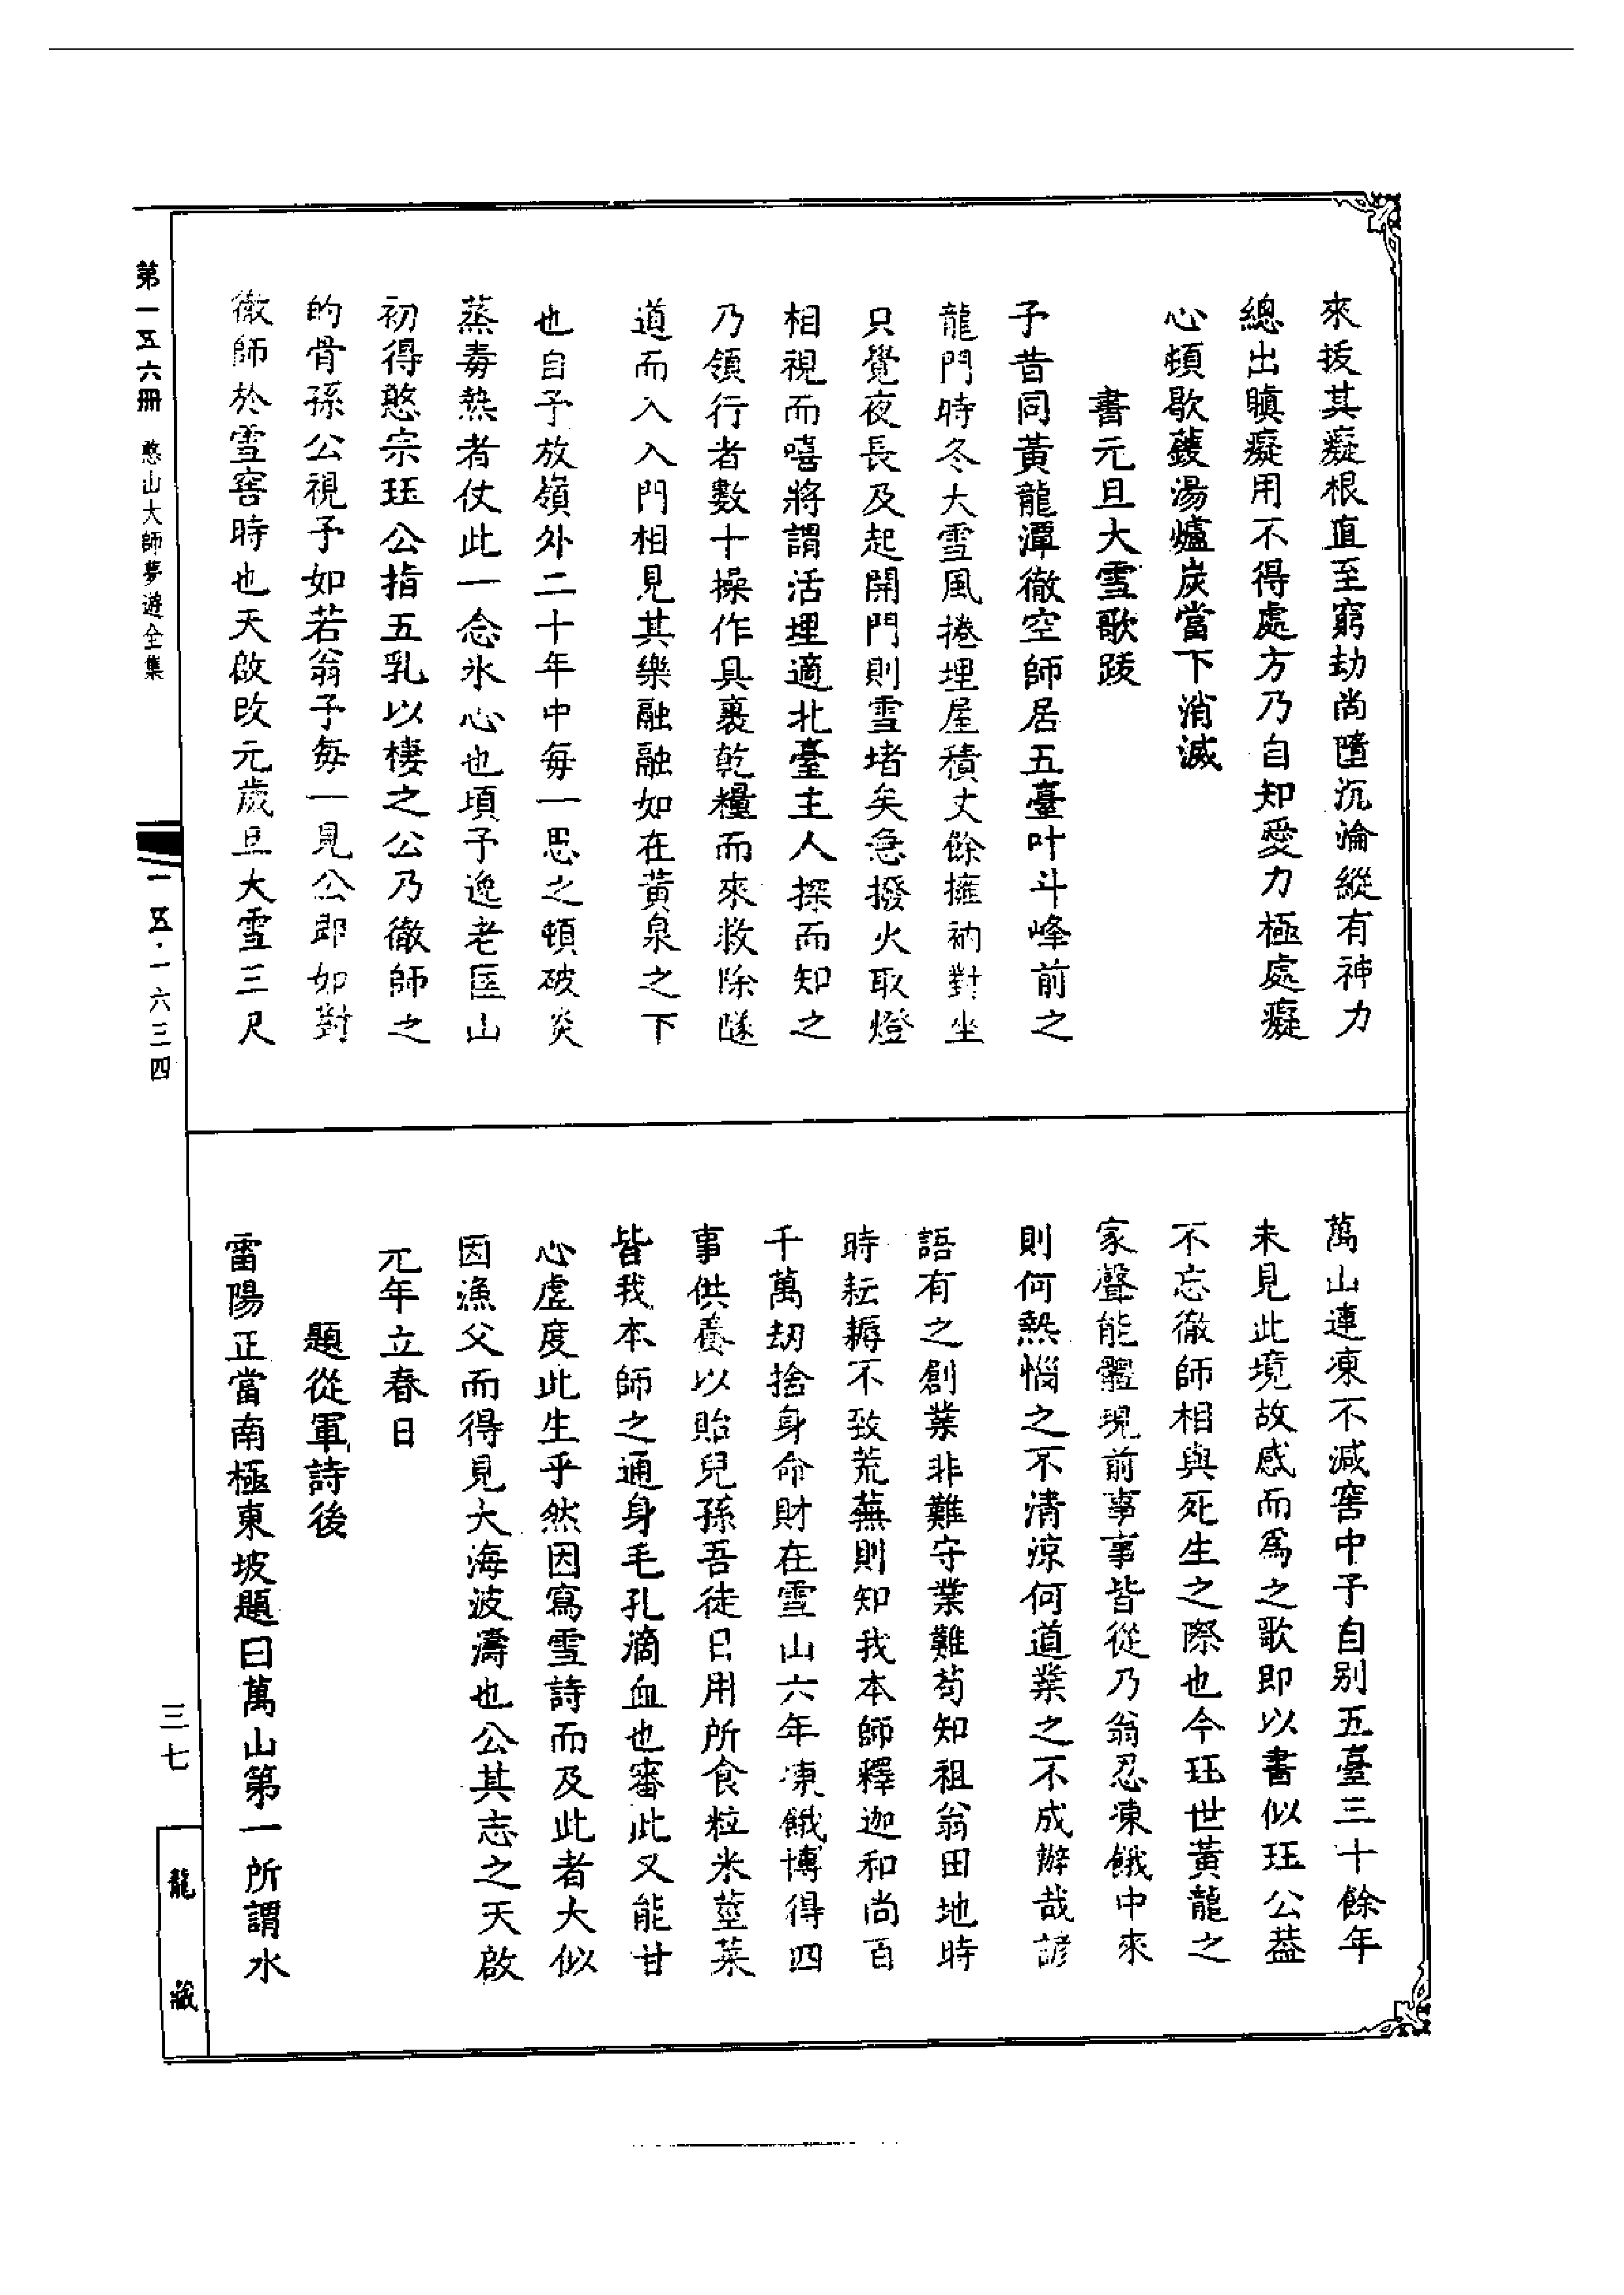 來拔其癡根直至窮劫尚隨沉淪縱有神力
總出瞋癡用不得處方乃自知愛力極處癡
心頓歇鑊湯爐炭當下消滅
書元旦大雪歌跋
予昔同黃龍潭徹空師居五臺叶斗峰前之
龍門時冬大雪風捲埋屋積丈餘擁衲對坐
只覺夜長及起開門則雪堵矣急撥火取燈
相視而嘻將謂活埋適北臺主人探而知之
乃領行者數十操作具裹乾糧而來救除隧
道而入入門相見其樂融融如在黃泉之下
也自予放嶺外二十年中每一思之頓破炎
蒸毒熱者仗此一念氷心也頃予逸老匡山
初得憨宗珏公指五乳以棲之公乃徹師之
的骨孫公視予如若翁予每一見公即如對
徹師於雪窖時也天啟改元歲旦大雪三尺
萬山連凍不減窖中予自別五臺三十餘年
未見此境故感而爲之歌即以書似珏公葢
不忘徹師相與死生之際也今珏世黃龍之
家聲能體現前事事皆從乃翁忍凍餓中來
則何熱惱之不清涼何道業之不成辦哉諺
語有之創業非難守業難苟知祖翁田地時
時耘耨不致荒蕪則知我本師釋迦和尚百
千萬劫捨身命財在雪山六年凍餓博得四
事供養以貽兒孫吾徒日用所食粒米莖菜
皆我本師之通身毛孔滴血也審此又能甘
心虛度此生乎然因寫雪詩而及此者大似
因漁父而得見大海波濤也公其志之天啟
元年立春日
題從軍詩後
雷陽正當南極東坡題曰萬山第一所謂水
第一五六冊 憨山大師夢遊全集
一五·一六三四
三七
龍藏